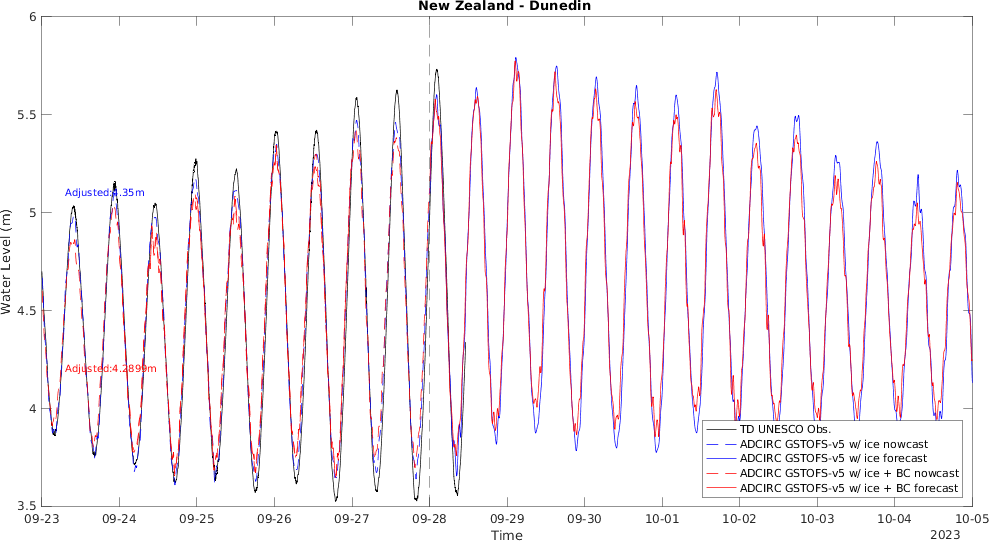 New Zealand - Dunedin
Water Level (m)
6
5.5
5
4.5
4
3.5
Adjusted:4.35m
Adjusted:4.2899m
TD UNESCO Obs.
ADCIRC GSTOFS-v5 w/ ice nowcast
ADCIRC GSTOFS-v5 w/ ice forecast
ADCIRC GSTOFS-v5 w/ ice + BC nowcast
ADCIRC GSTOFS-v5 w/ ice + BC forecast
09-23 09-24 09-25 09-26 09-27 09-28 09-29 09-30 10-01 10-02 10-03 10-04 10-05
Time
2023